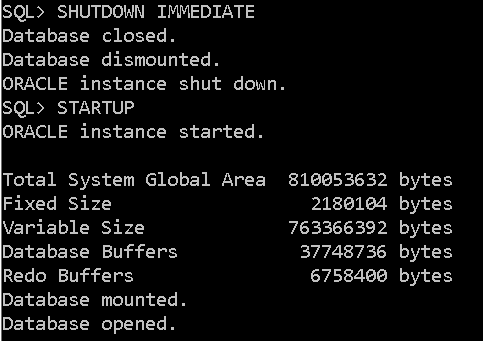 SQL> SHUTDOWN IMMEDIATE
Database closed.
Database dismounted.
ORACLE instance shut down.
SQL> STARTUP
ORACLE instance started.

Total System Global Area  810053632 bytes
Fixed Size                  2180104 bytes
Variable Size             763366392 bytes
Database Buffers           37748736 bytes
Redo Buffers                6758400 bytes
Database mounted.
Database opened.